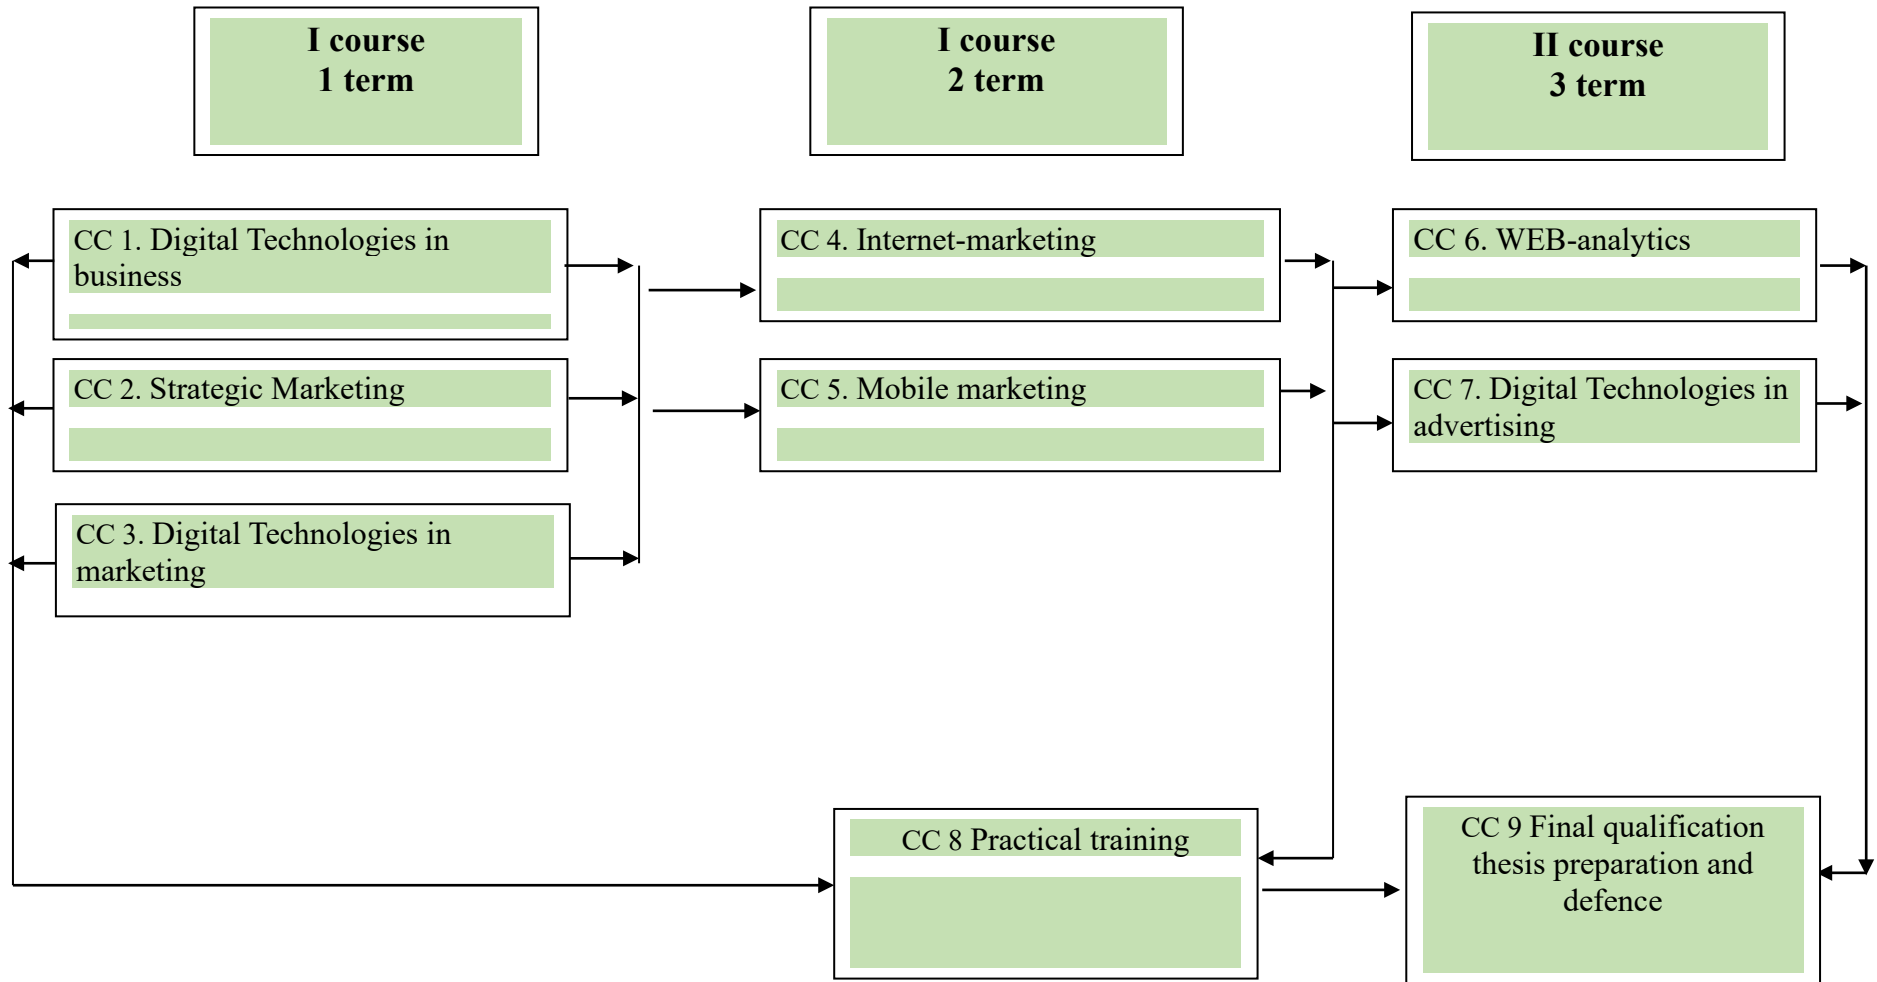 I course
1 term
I course
2 term
II course
3 term
CC 1. Digital Technologies in
business
CC 4. Internet-marketing
CC 6. WEB-analytics
CC 2. Strategic Marketing
CC 5. Mobile marketing
CC 7. Digital Technologies in
advertising
CC 3. Digital Technologies in
marketing
CC 8 Practical training
CC 9 Final qualification
thesis preparation and
defence